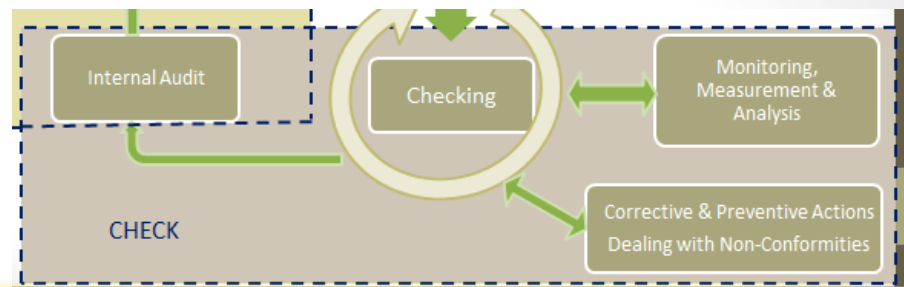 Internal Audit
Checking
Monitoring,
Measurement &
Analysis
Corrective & Preventive Actions
Dealing with Non-Conformities
CHECK